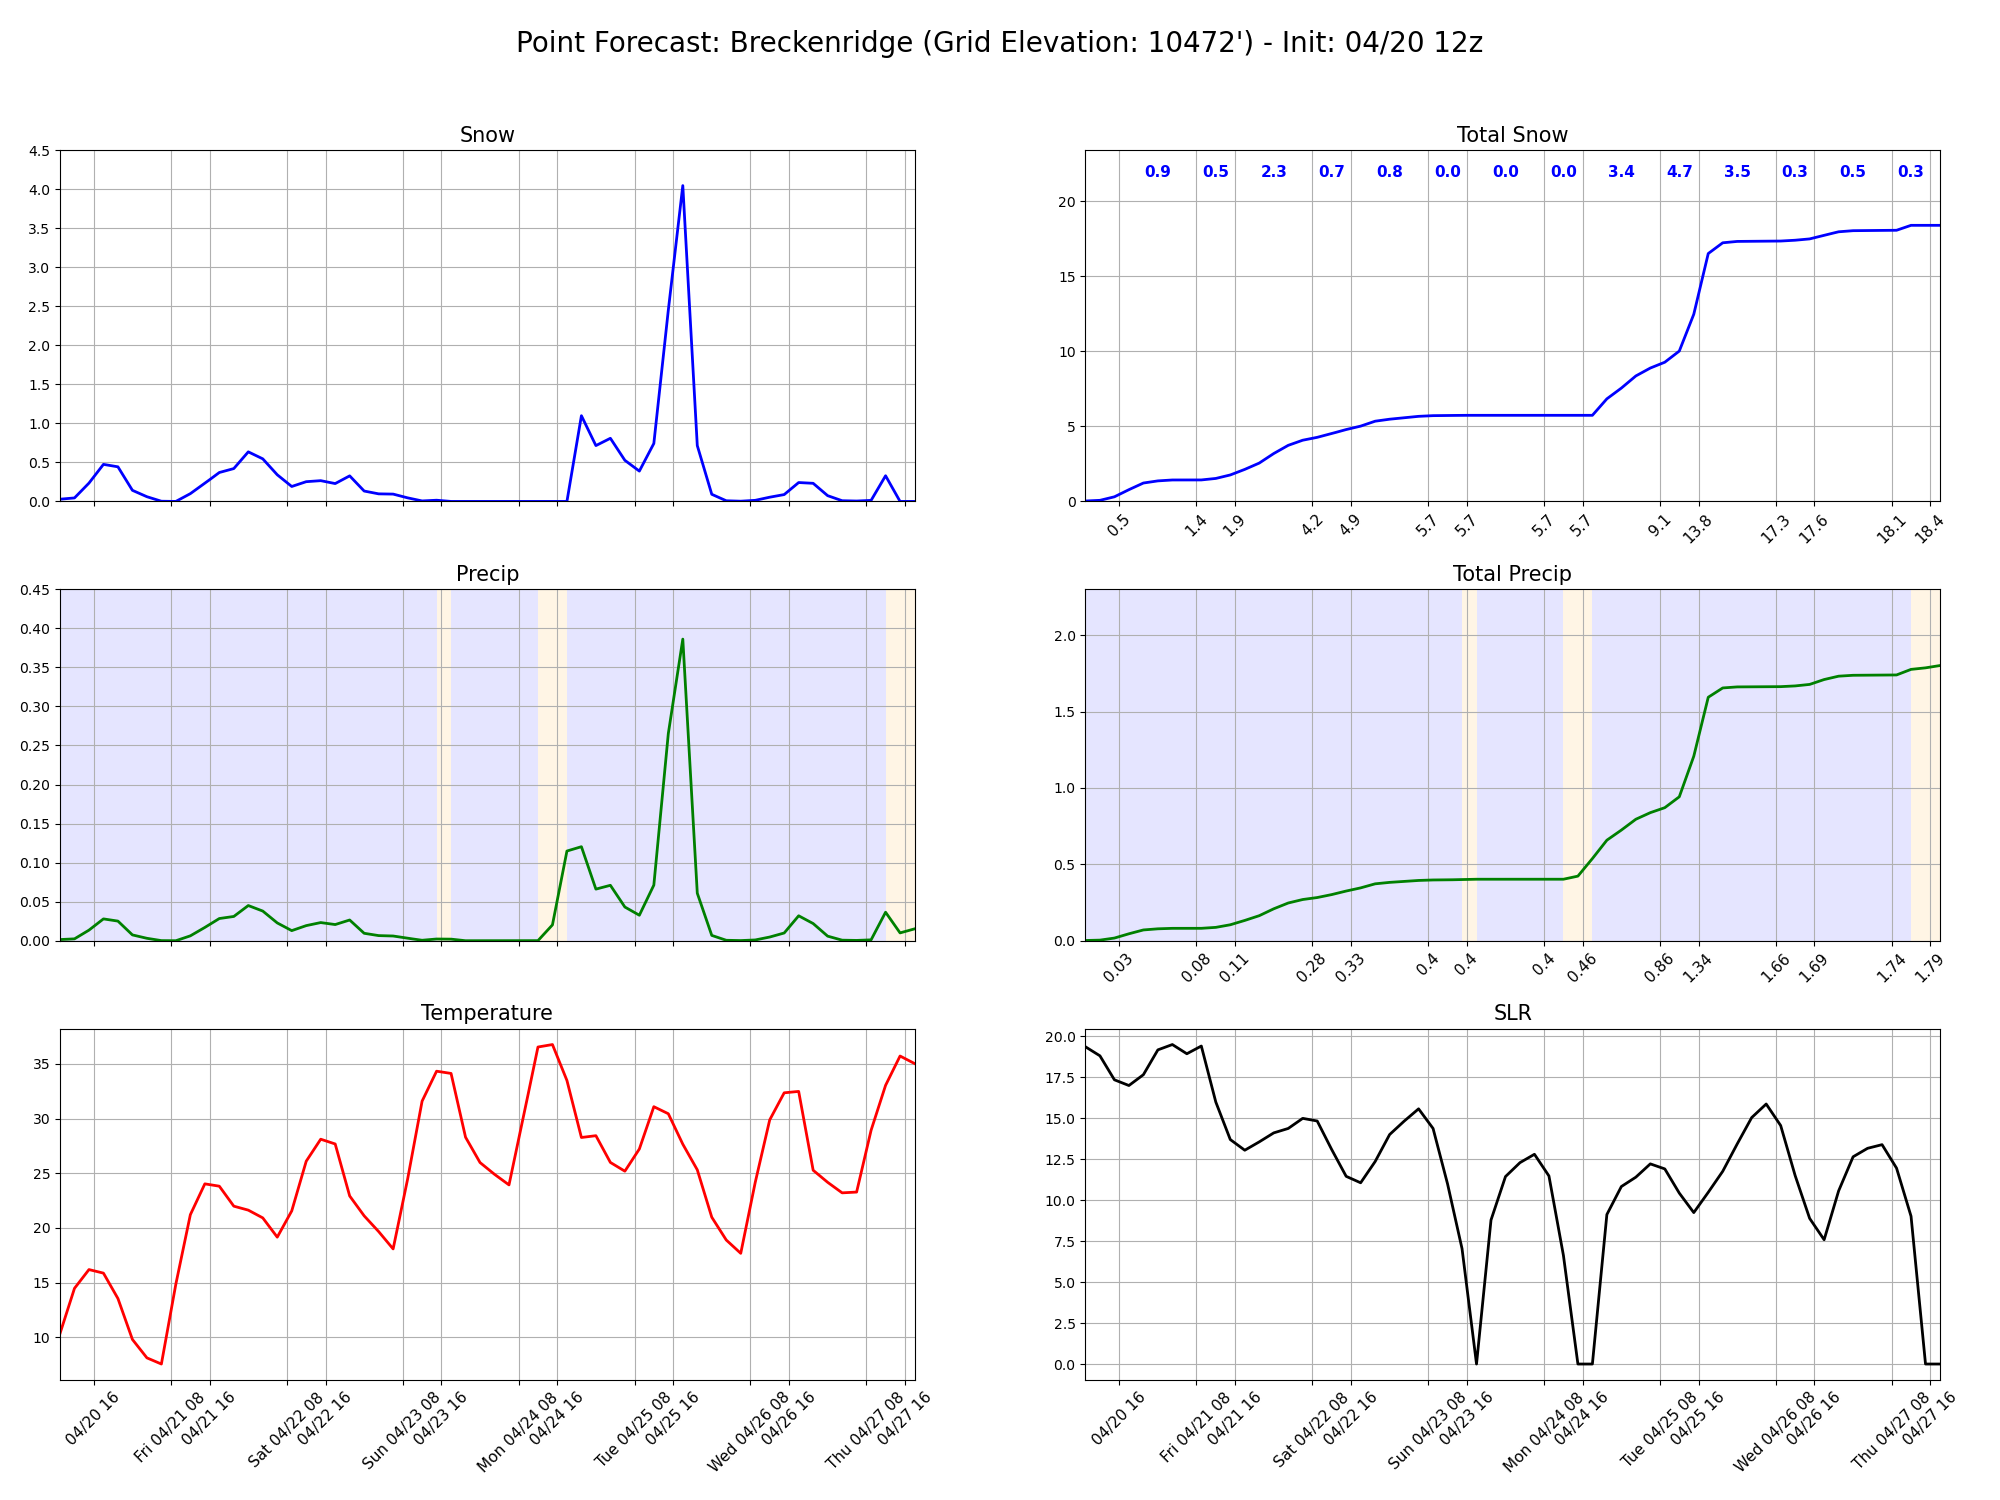 Point Forecast: Breckenridge (Grid Elevation: 10472') - Init: 04/20 12z
Snow
4.5
4.0
3.5
3.0
2.5
2.0
1.5
1.0
0.5
0.0
Total Snow
0.9 0.5 2.3 0.7 0.8 0.0 0.0 0.0 3.4 4.7 3.5 0.3 0.5 0.3
20
15
10
5
0
0.5 1.4 1.9 4.2 4.9 5.7 5.7 5.7 5.7 9.1 13.8 17.3 17.6 18.1 18.4
Precip
0.45
0.40
0.35
0.30
0.25
0.20
0.15
0.10
0.05
0.00
Total Precip
2.0
1.5
1.0
0.5
0.0
0.03 0.08 0.11 0.28 0.33 0.4 0.4 0.4 0.46 0.86 1.34 1.66 1.69 1.74 1.79
Temperature
35
30
25
20
15
10
04/20 16
Fri 04/21 08
04/21 16
Sat 04/22 08
04/22 16
Sun 04/23 08
04/23 16
Mon 04/24 08
04/24 16
Tue 04/25 08
04/25 16
Wed 04/26 08
04/26 16
Thu 04/27 08
04/27 16
SLR
20.0
17.5
15.0
12.5
10.0
7.5
5.0
2.5
0.0
04/20 16
Fri 04/21 08
04/21 16
Sat 04/22 08
04/22 16
Sun 04/23 08
04/23 16
Mon 04/24 08
04/24 16
Tue 04/25 08
04/25 16
Wed 04/26 08
04/26 16
Thu 04/27 08
04/27 16